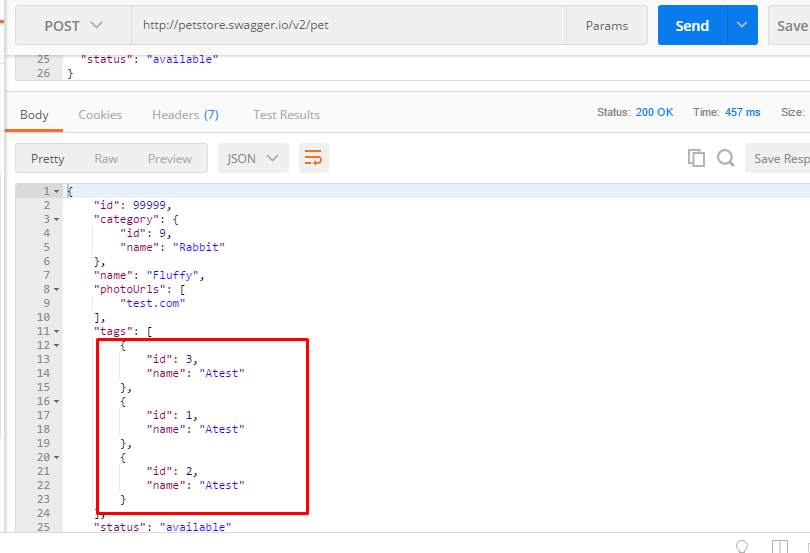 POST http://petstore.swagger.io/v2/pet Params Send Save
25 "status": "available"
26 }
Body Cookies Headers (7) Test Results Status: 200 OK Time: 457 ms Size:
Pretty Raw Preview JSON Save Resp
1 {
2 "id": 99999,
3 "category": {
4 "id": 9,
5 "name": "Rabbit"
6 },
7 "name": "Fluffy",
8 "photoUrls": [
9 "test.com"
10 ],
11 "tags": [
12 {
13 "id": 3,
14 "name": "Atest"
15 },
16 {
17 "id": 1,
18 "name": "Atest"
19 },
20 {
21 "id": 2,
22 "name": "Atest"
23 }
24 ],
25 "status": "available"